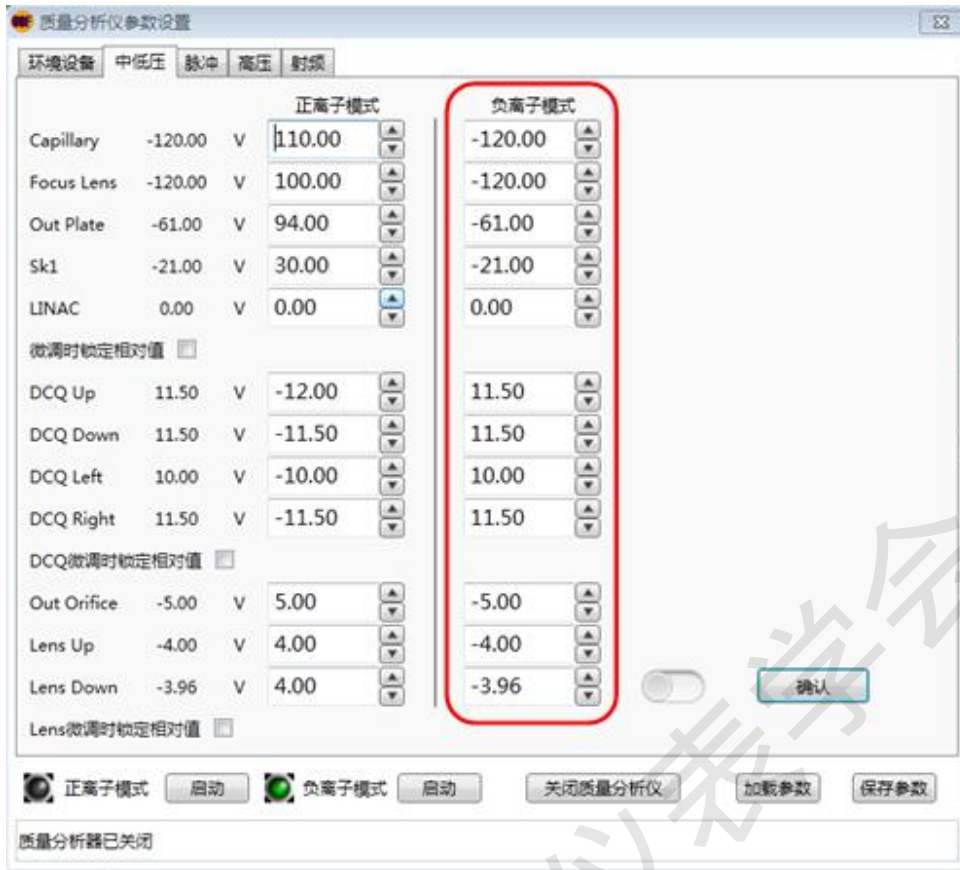 质量分析仪参数设置
环境设备 中低压 脉冲 高压 射频
正离子模式 负离子模式
Capillary -120.00 V 110.00 -120.00
Focus Lens -120.00 V 100.00 -120.00
Out Plate -61.00 V 94.00 -61.00
Sk1 -21.00 V 30.00 -21.00
LINAC 0.00 V 0.00 0.00
微调时锁定相对值
DCQ Up 11.50 V -12.00 11.50
DCQ Down 11.50 V -11.50 11.50
DCQ Left 10.00 V -10.00 10.00
DCQ Right 11.50 V -11.50 11.50
DCQ微调时锁定相对值
Out Orifice -5.00 V 5.00 -5.00
Lens Up -4.00 V 4.00 -4.00
Lens Down -3.96 V 4.00 -3.96 确认
Lens微调时锁定相对值
正离子模式 启动 负离子模式 启动 关闭质量分析仪 加载参数 保存参数
质量分析器已关闭
仪表学会